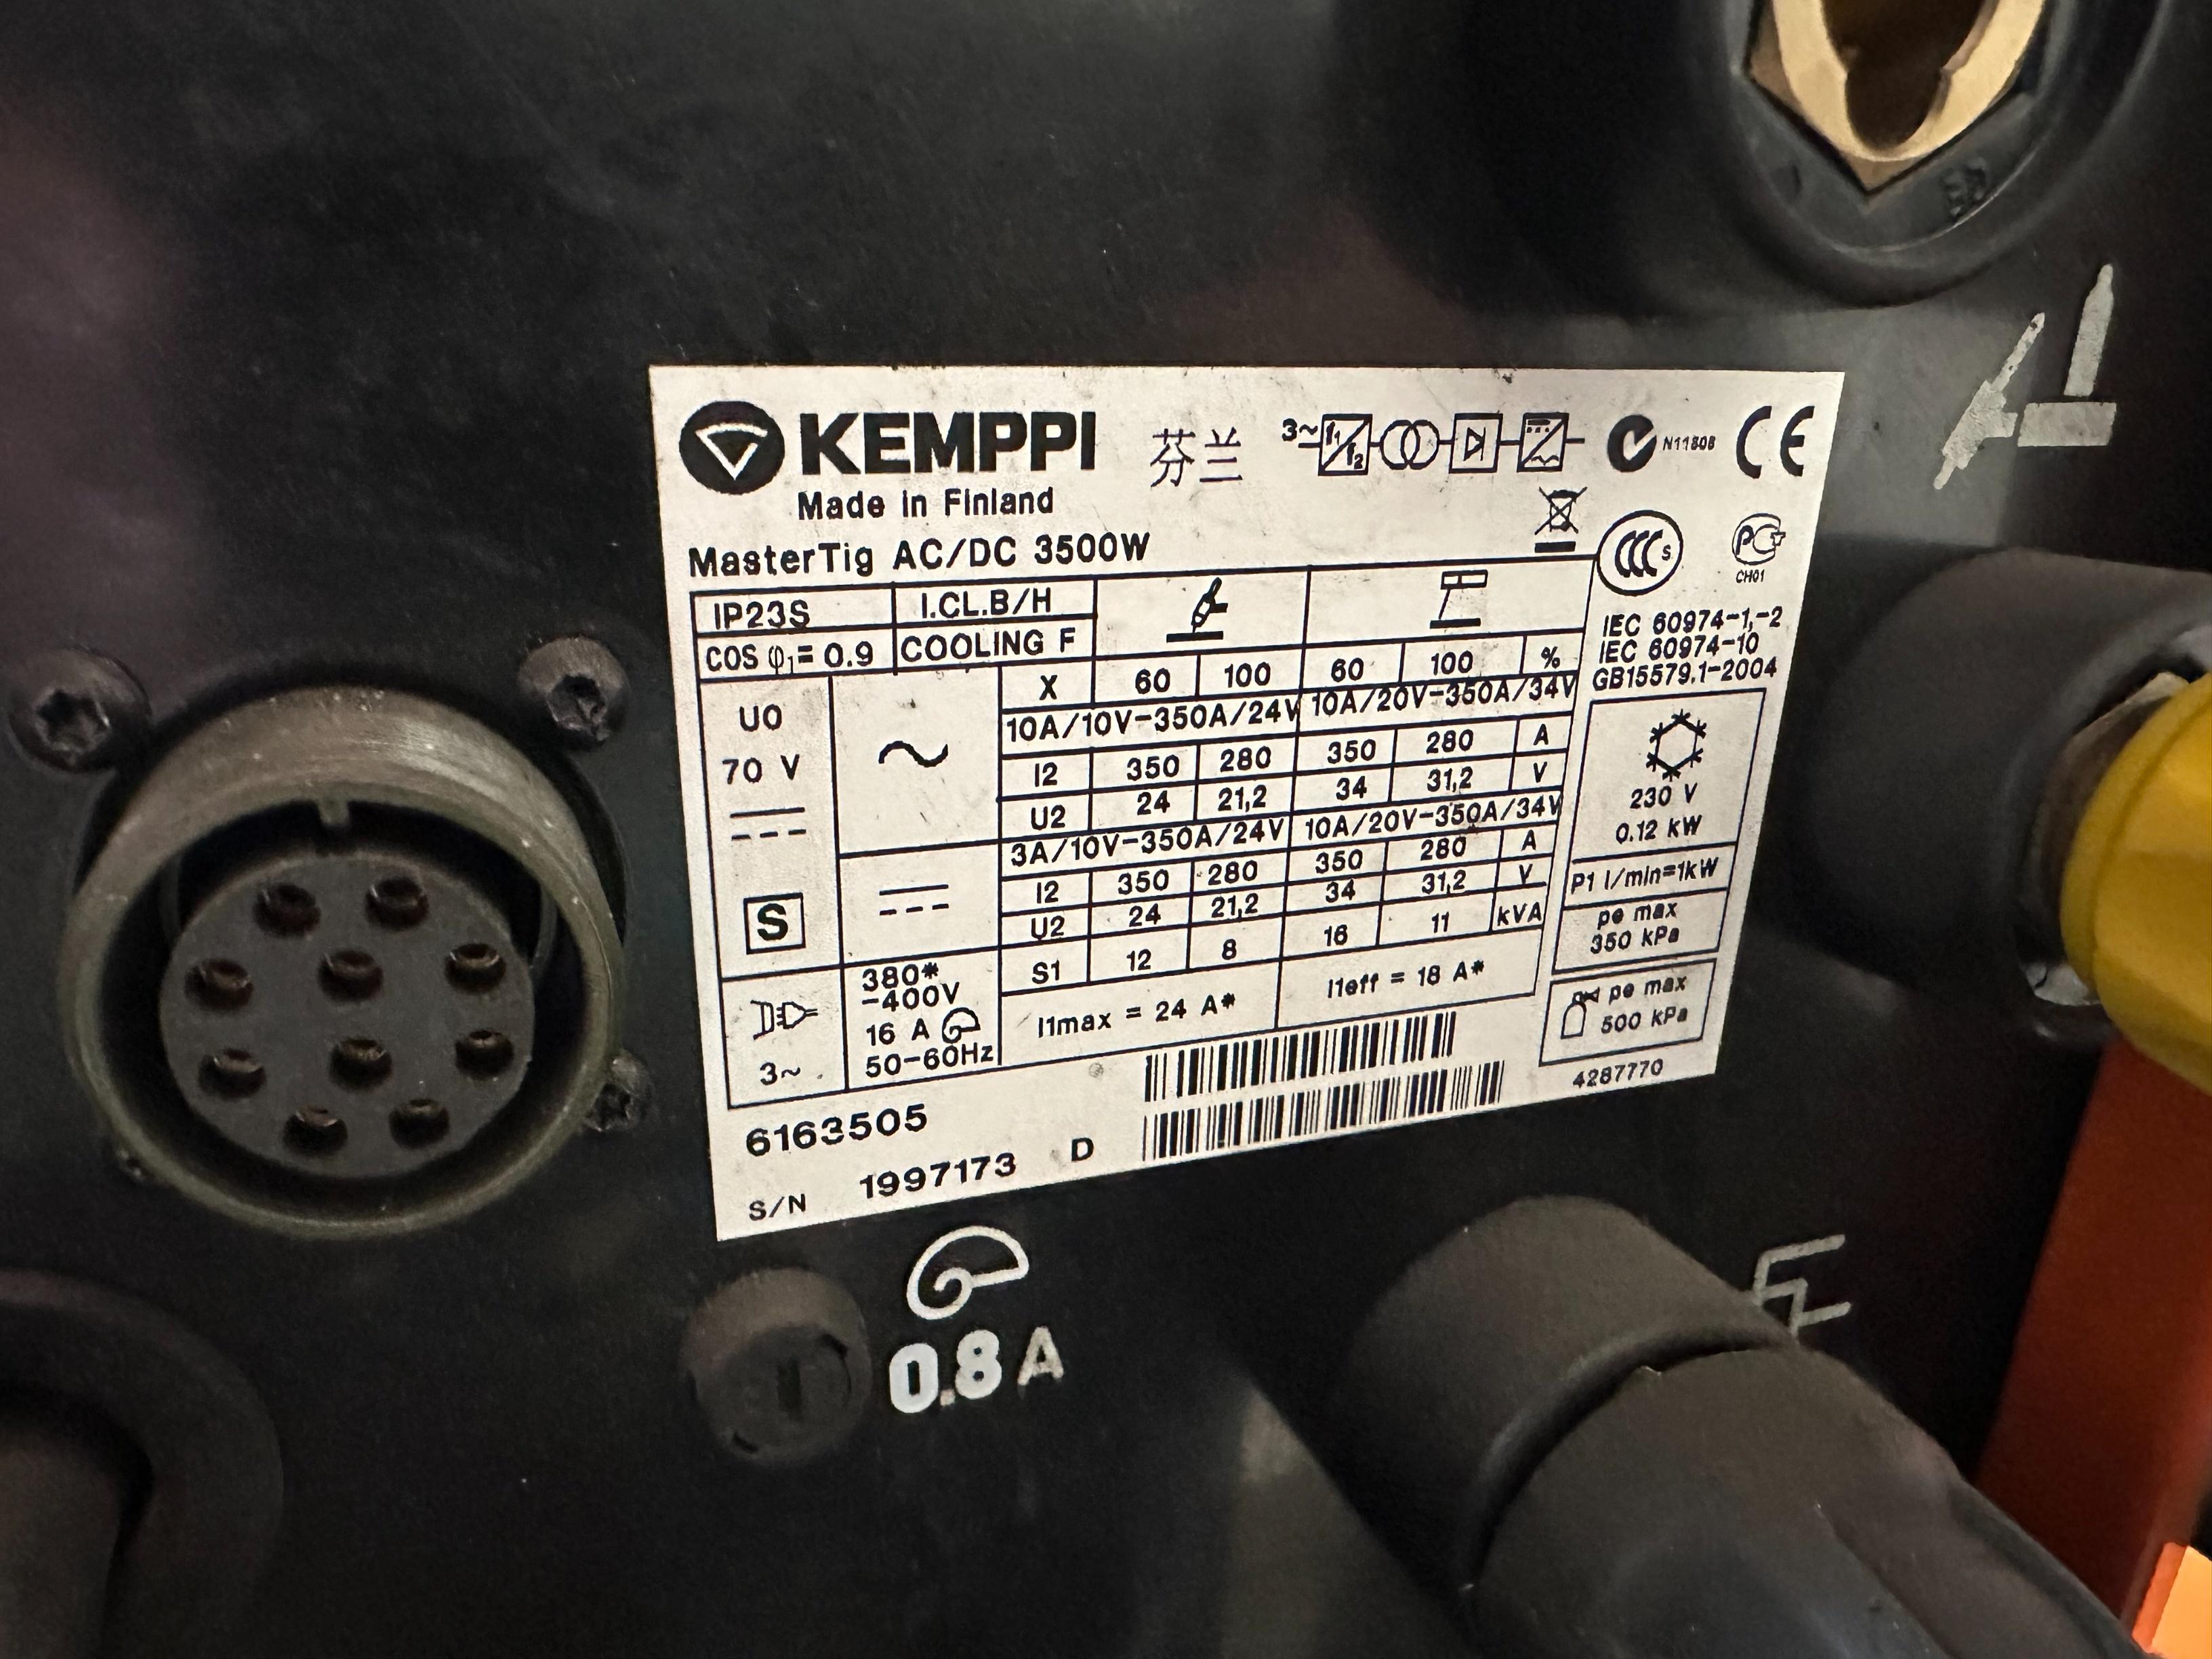 KEMPPI 芬兰 3~ f1 f2 N11808 CE
Made in Finland
MasterTig AC/DC 3500W
CCC S
PC CH01
IP23S I.CL.B/H
COS φ1= 0.9 COOLING F
IEC 60974-1,-2
IEC 60974-10
GB15579.1-2004
X 60 100 60 100 %
U0
70 V
S
~
10A/10V-350A/24V 10A/20V-350A/34V
I2 350 280 350 280 A
U2 24 21,2 34 31,2 V
3A/10V-350A/24V 10A/20V-350A/34V
I2 350 280 350 280 A
U2 24 21,2 34 31,2 V
S1 12 8 16 11 kVA
3~
380*
-400V
16 A
50-60Hz
I1max = 24 A* I1eff = 18 A*
230 V
0.12 kW
P1 l/min=1kW
pe max
350 kPa
pe max
500 kPa
4287770
6163505
S/N 1997173 D
0.8 A